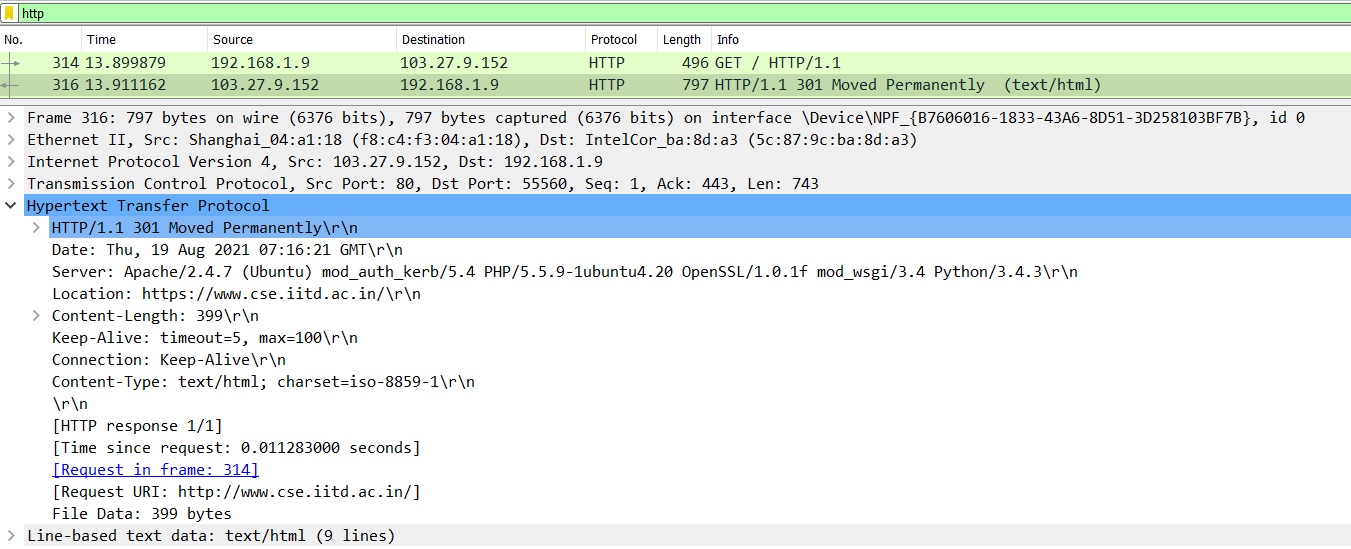 http
No. Time Source Destination Protocol Length Info
314 13.899879 192.168.1.9 103.27.9.152 HTTP 496 GET / HTTP/1.1
316 13.911162 103.27.9.152 192.168.1.9 HTTP 797 HTTP/1.1 301 Moved Permanently (text/html)
Frame 316: 797 bytes on wire (6376 bits), 797 bytes captured (6376 bits) on interface \Device\NPF_{B7606016-1833-43A6-8D51-3D258103BF7B}, id 0
Ethernet II, Src: Shanghai_04:a1:18 (f8:c4:f3:04:a1:18), Dst: IntelCor_ba:8d:a3 (5c:87:9c:ba:8d:a3)
Internet Protocol Version 4, Src: 103.27.9.152, Dst: 192.168.1.9
Transmission Control Protocol, Src Port: 80, Dst Port: 55560, Seq: 1, Ack: 443, Len: 743
Hypertext Transfer Protocol
HTTP/1.1 301 Moved Permanently\r\n
Date: Thu, 19 Aug 2021 07:16:21 GMT\r\n
Server: Apache/2.4.7 (Ubuntu) mod_auth_kerb/5.4 PHP/5.5.9-1ubuntu4.20 OpenSSL/1.0.1f mod_wsgi/3.4 Python/3.4.3\r\n
Location: https://www.cse.iitd.ac.in/\r\n
Content-Length: 399\r\n
Keep-Alive: timeout=5, max=100\r\n
Connection: Keep-Alive\r\n
Content-Type: text/html; charset=iso-8859-1\r\n
\r\n
[HTTP response 1/1]
[Time since request: 0.011283000 seconds]
[Request in frame: 314]
[Request URI: http://www.cse.iitd.ac.in/]
File Data: 399 bytes
Line-based text data: text/html (9 lines)